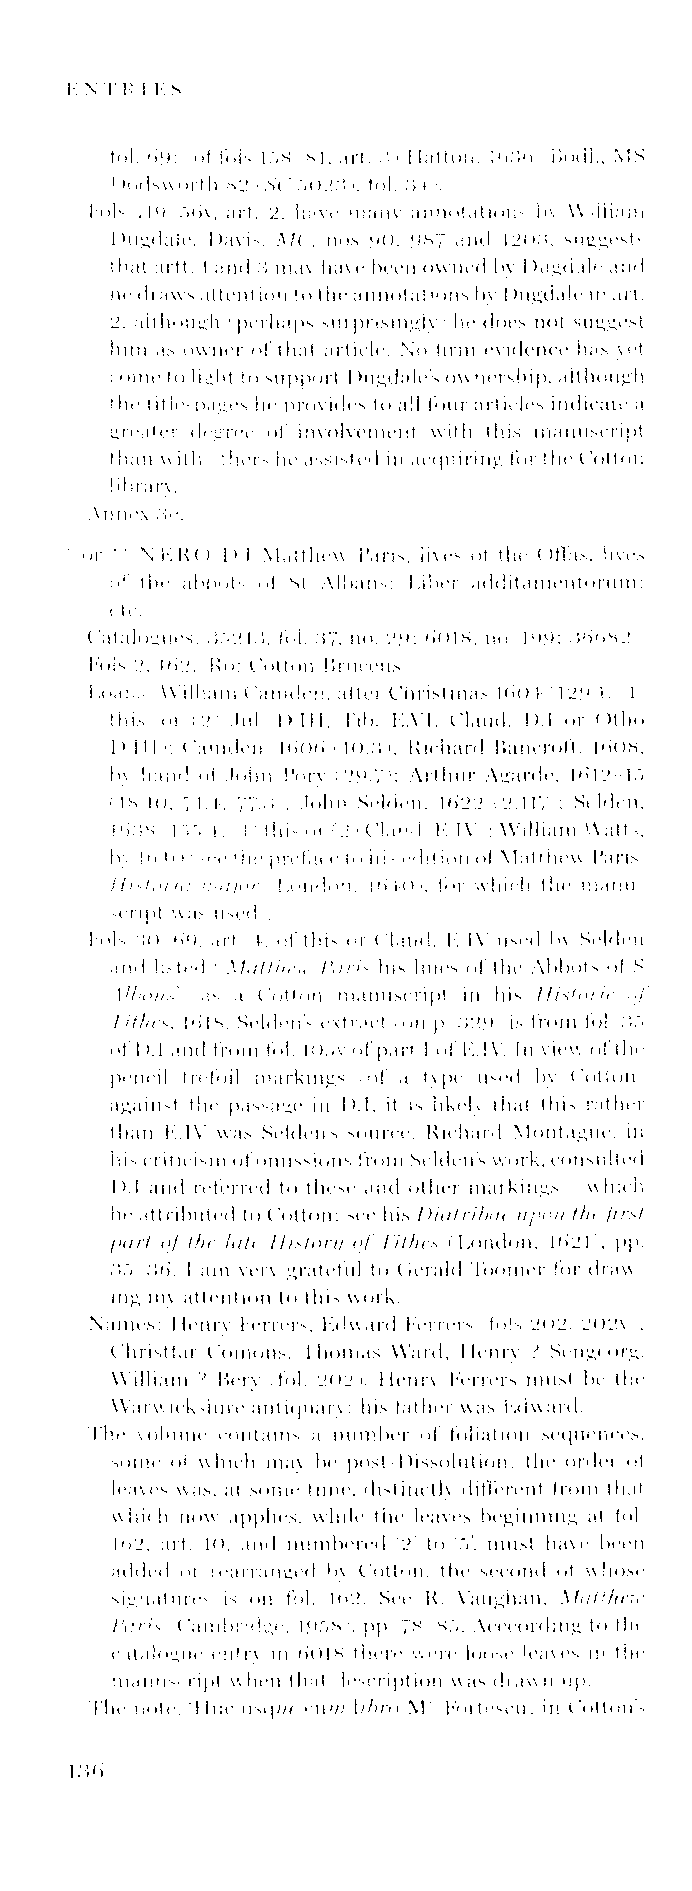 ENTRIES
fol. 69; of fols 158–81, art. 3 (Hatton, 1636) Bodl., MS
Dodsworth 82 (SC 5023), fol. 34v.
Fols 49–56v, art. 2, have many annotations by William
Dugdale. Davis, MC, nos 90, 987 and 1203, suggests
that artt. 1 and 3 may have been owned by Dugdale and
he draws attention to the annotations by Dugdale in art.
2, although (perhaps surprisingly) he does not suggest
him as owner of that article. No firm evidence has yet
come to light to support Dugdale's ownership, although
the title-pages he provides to all four articles indicate a
greater degree of involvement with this manuscript
than with others he assisted in acquiring for the Cotton
library.
Annex 3e.
NERO D.I Matthew Paris, lives of the Offas, lives
of the abbots of St Albans; Liber additamentorum;
etc.
Catalogues: 35213, fol. 37, no. 29; 6018, no. 199; 36682.
Fols 2, 162: Ro: Cotton Bruceus
Loans: William Camden, after Christmas 1604 (129.1:
this, or (2) Jul. D.III, Tib. E.VI, Claud. D.I or Otho
D.III); Camden, 1606 (40.3); Richard Bancroft, 1608,
by hand of John Pory (29.7); Arthur Agarde, 1612–15
(48.10, 71.4, 77.3); John Selden, 1622 (2.117); Selden,
1638 (155.1: this or (2) Claud. E.IV); William Watts,
by 1640 (see the preface to his edition of Matthew Paris
Historia maior (London, 1640), for which the manu-
script was used).
Fols 30–69, art. 4, of this or Claud. E.IV used by Selden
and listed ('Matthew Paris his liues of the Abbots of S.
Albons') as a Cotton manuscript in his Historie of
Tithes, 1618. Selden's extract (on p. 329) is from fol. 35
of D.I and from fol. 105v of part I of E.IV. In view of the
pencil trefoil markings (of a type used by Cotton)
against the passage in D.I, it is likely that this rather
than E.IV was Selden's source. Richard Montague, in
his criticism of omissions from Selden's work, consulted
D.I and referred to these and other markings – which
he attributed to Cotton: see his Diatribae upon the first
part of the late History of Tithes (London, 1621), pp.
35–36. I am very grateful to Gerald Toomer for draw-
ing my attention to this work.
Names: Henry Ferrers, Edward Ferrers (fols 202, 202v),
Christfar Comons, Thomas Ward, Henry ? Sengeorg,
William ? Bery (fol. 202). Henry Ferrers must be the
Warwickshire antiquary: his father was Edward.
The volume contains a number of foliation sequences,
some of which may be post-Dissolution: the order of
leaves was, at some time, distinctly different from that
which now applies, while the leaves beginning at fol.
162, art. 10, and numbered '2' to '5', must have been
added or rearranged by Cotton, the second of whose
signatures is on fol. 162. See R. Vaughan, Matthew
Paris (Cambridge, 1958), pp. 78–85. Acccording to the
catalogue entry in 6018 there were loose leaves in the
manuscript when that description was drawn up.
The note, 'Huc usque cum libro Mri Fortescu', in Cotton's
136